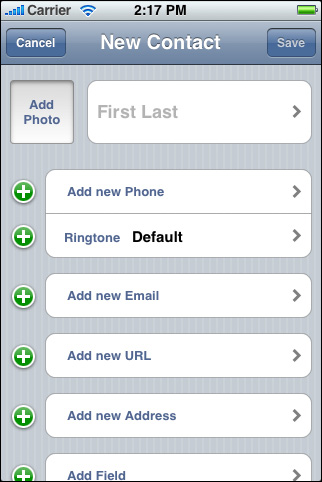 Carrier 2:17 PM
Cancel New Contact Save
Add
Photo
First Last
Add new Phone
Ringtone Default
Add new Email
Add new URL
Add new Address
Add Field